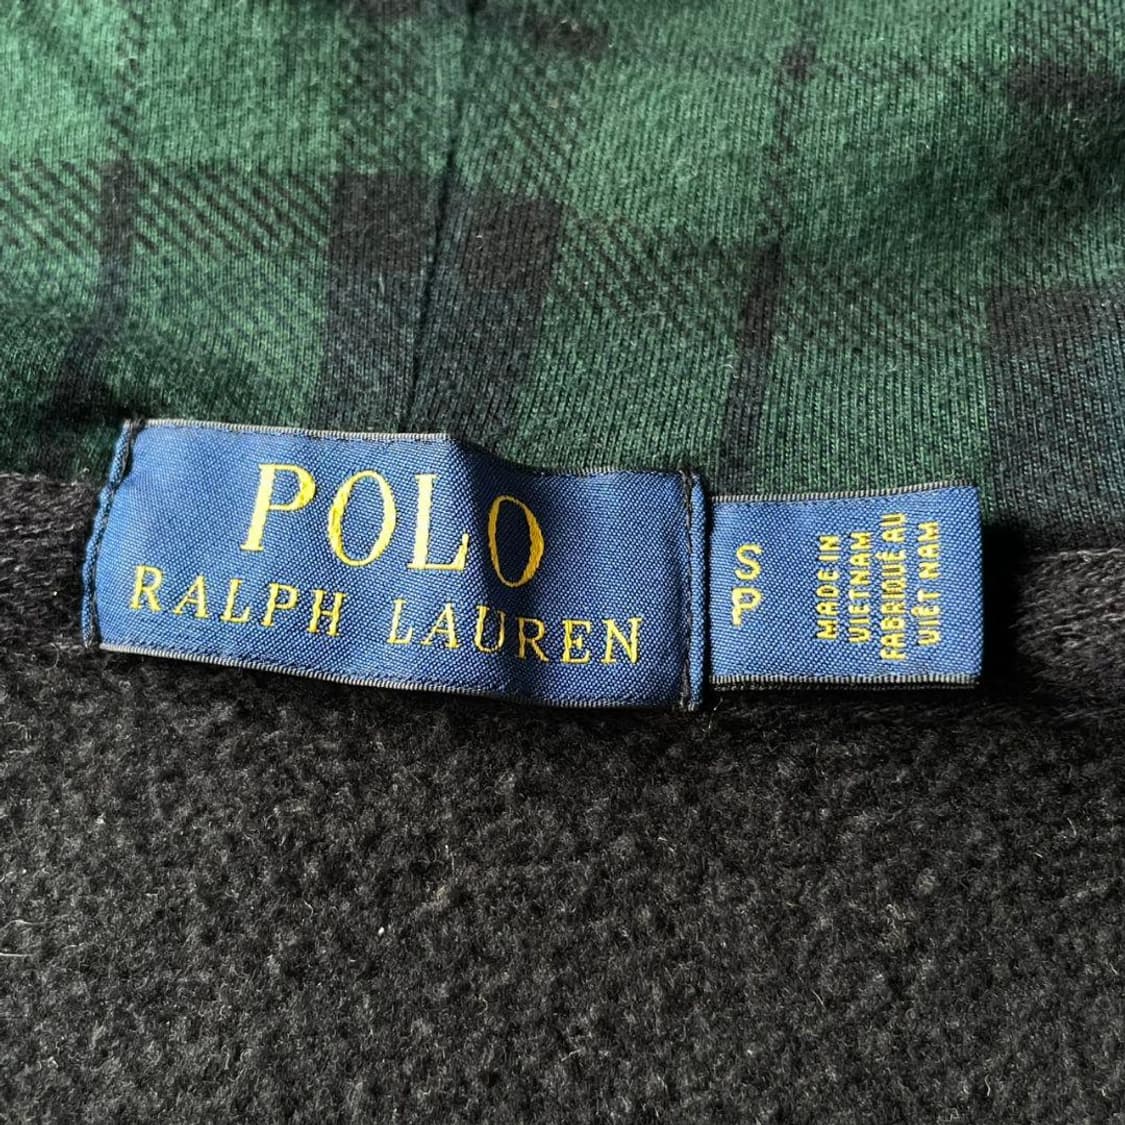 POLO
RALPH LAUREN
S
P
MADE IN
VIETNAM
FABRIQUÉ AU
VIÊT NAM